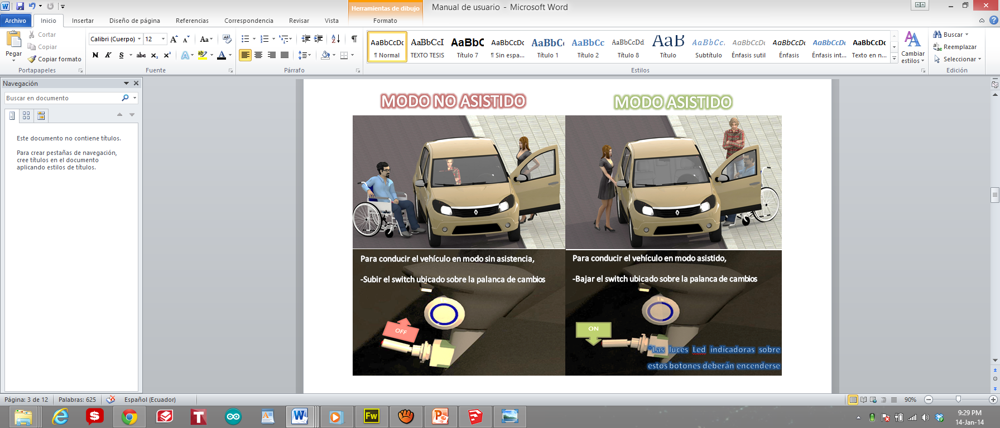 Herramientas de dibujo
Manual de usuario - Microsoft Word
Archivo
Inicio
Insertar
Diseño de página
Referencias
Correspondencia
Revisar
Vista
Formato
Pegar
Cortar
Copiar
Copiar formato
Portapapeles
Calibri (Cuerpo)
12
Fuente
Párrafo
AaBbCcDc
¶ Normal
AaBbCcI
TEXTO TESIS
AaBbC
Título 7
AaBbCcDc
¶ Sin espa...
AaBbCc
Título 1
AaBbCc
Título 2
AaBbCcDd
Título 8
AaB
Título
AaBbCc.
Subtítulo
AaBbCcDc
Énfasis sutil
AaBbCcDc
Énfasis
AaBbCcDc
Énfasis int...
AaBbCcDc
Texto en n...
Cambiar
estilos
Estilos
Buscar
Reemplazar
Seleccionar
Edición
Navegación
Buscar en documento
Este documento no contiene títulos.
Para crear pestañas de navegación,
cree títulos en el documento
aplicando estilos de títulos.
MODO NO ASISTIDO
MODO ASISTIDO
Para conducir el vehículo en modo sin asistencia,
-Subir el switch ubicado sobre la palanca de cambios
OFF
Para conducir el vehículo en modo asistido,
-Bajar el switch ubicado sobre la palanca de cambios
ON
*Las luces Led indicadoras sobre
estos botones deberán encenderse
Página: 3 de 12
Palabras: 625
Español (Ecuador)
90%
9:29 PM
14-Jan-14